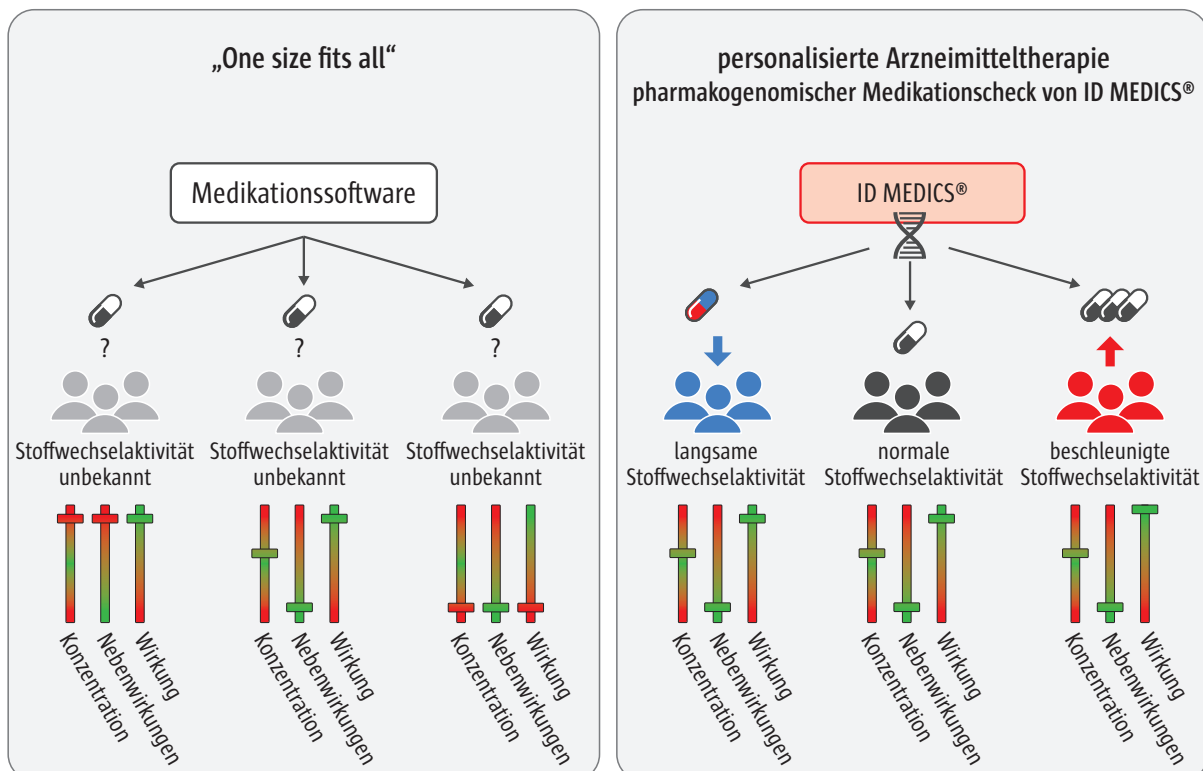 „One size fits all“
Medikationssoftware
?
?
?
Stoffwechselaktivität
unbekannt
Stoffwechselaktivität
unbekannt
Stoffwechselaktivität
unbekannt
Konzentration
Nebenwirkungen
Wirkung
Konzentration
Nebenwirkungen
Wirkung
Konzentration
Nebenwirkungen
Wirkung
personalisierte Arzneimitteltherapie
pharmakogenomischer Medikationscheck von ID MEDICS®
ID MEDICS®
langsame
Stoffwechselaktivität
normale
Stoffwechselaktivität
beschleunigte
Stoffwechselaktivität
Konzentration
Nebenwirkungen
Wirkung
Konzentration
Nebenwirkungen
Wirkung
Konzentration
Nebenwirkungen
Wirkung